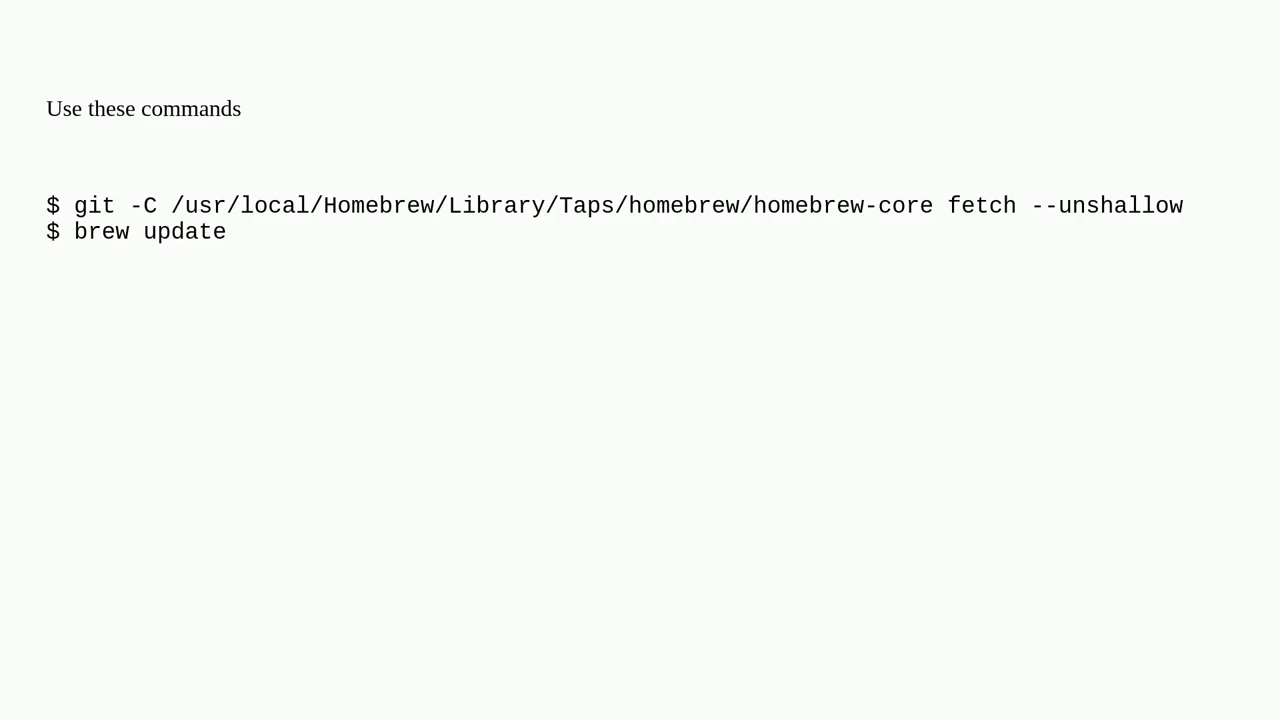 Use these commands
$ git -C /usr/local/Homebrew/Library/Taps/homebrew/homebrew-core fetch --unshallow
$ brew update